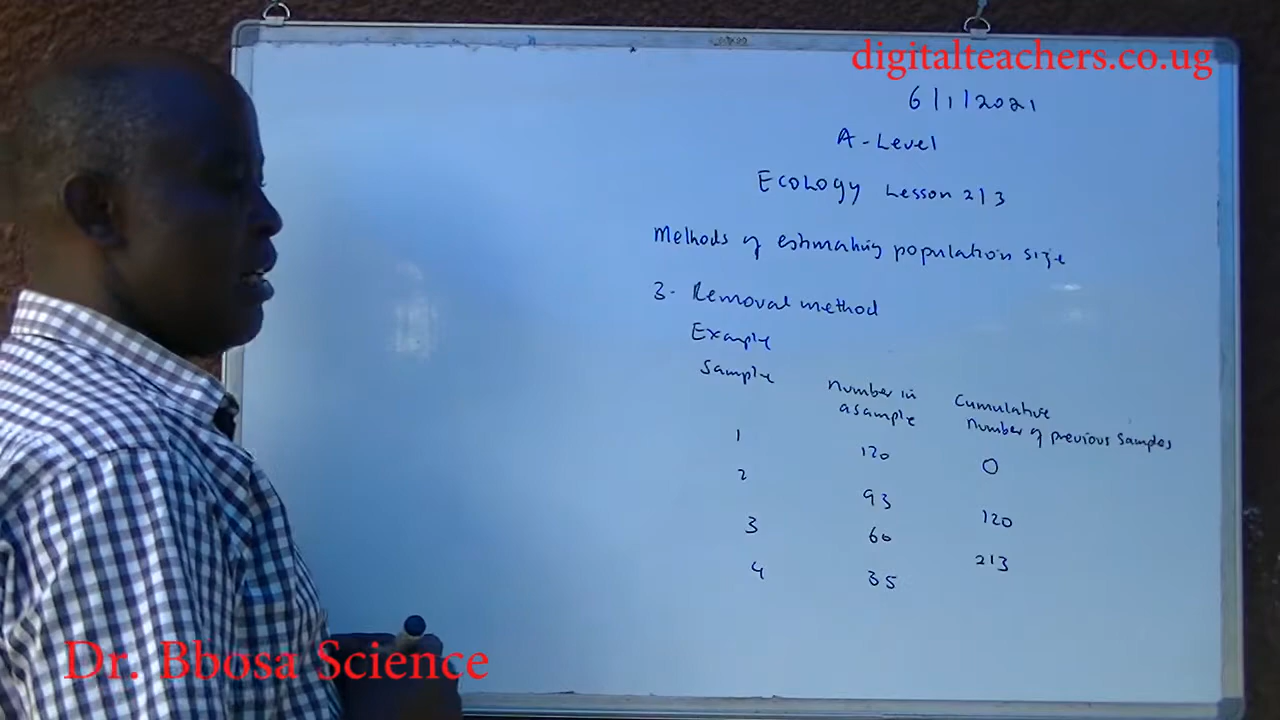 digitalteachers.co.ug
6/1/2021
A-Level
Ecology Lesson 2/3
Methods of estimating population size
3. Removal method
Example
Sample Number in a sample Cumulative Number of previous samples
1 120 0
2 93 120
3 60 213
4 35
Dr. Bbosa Science